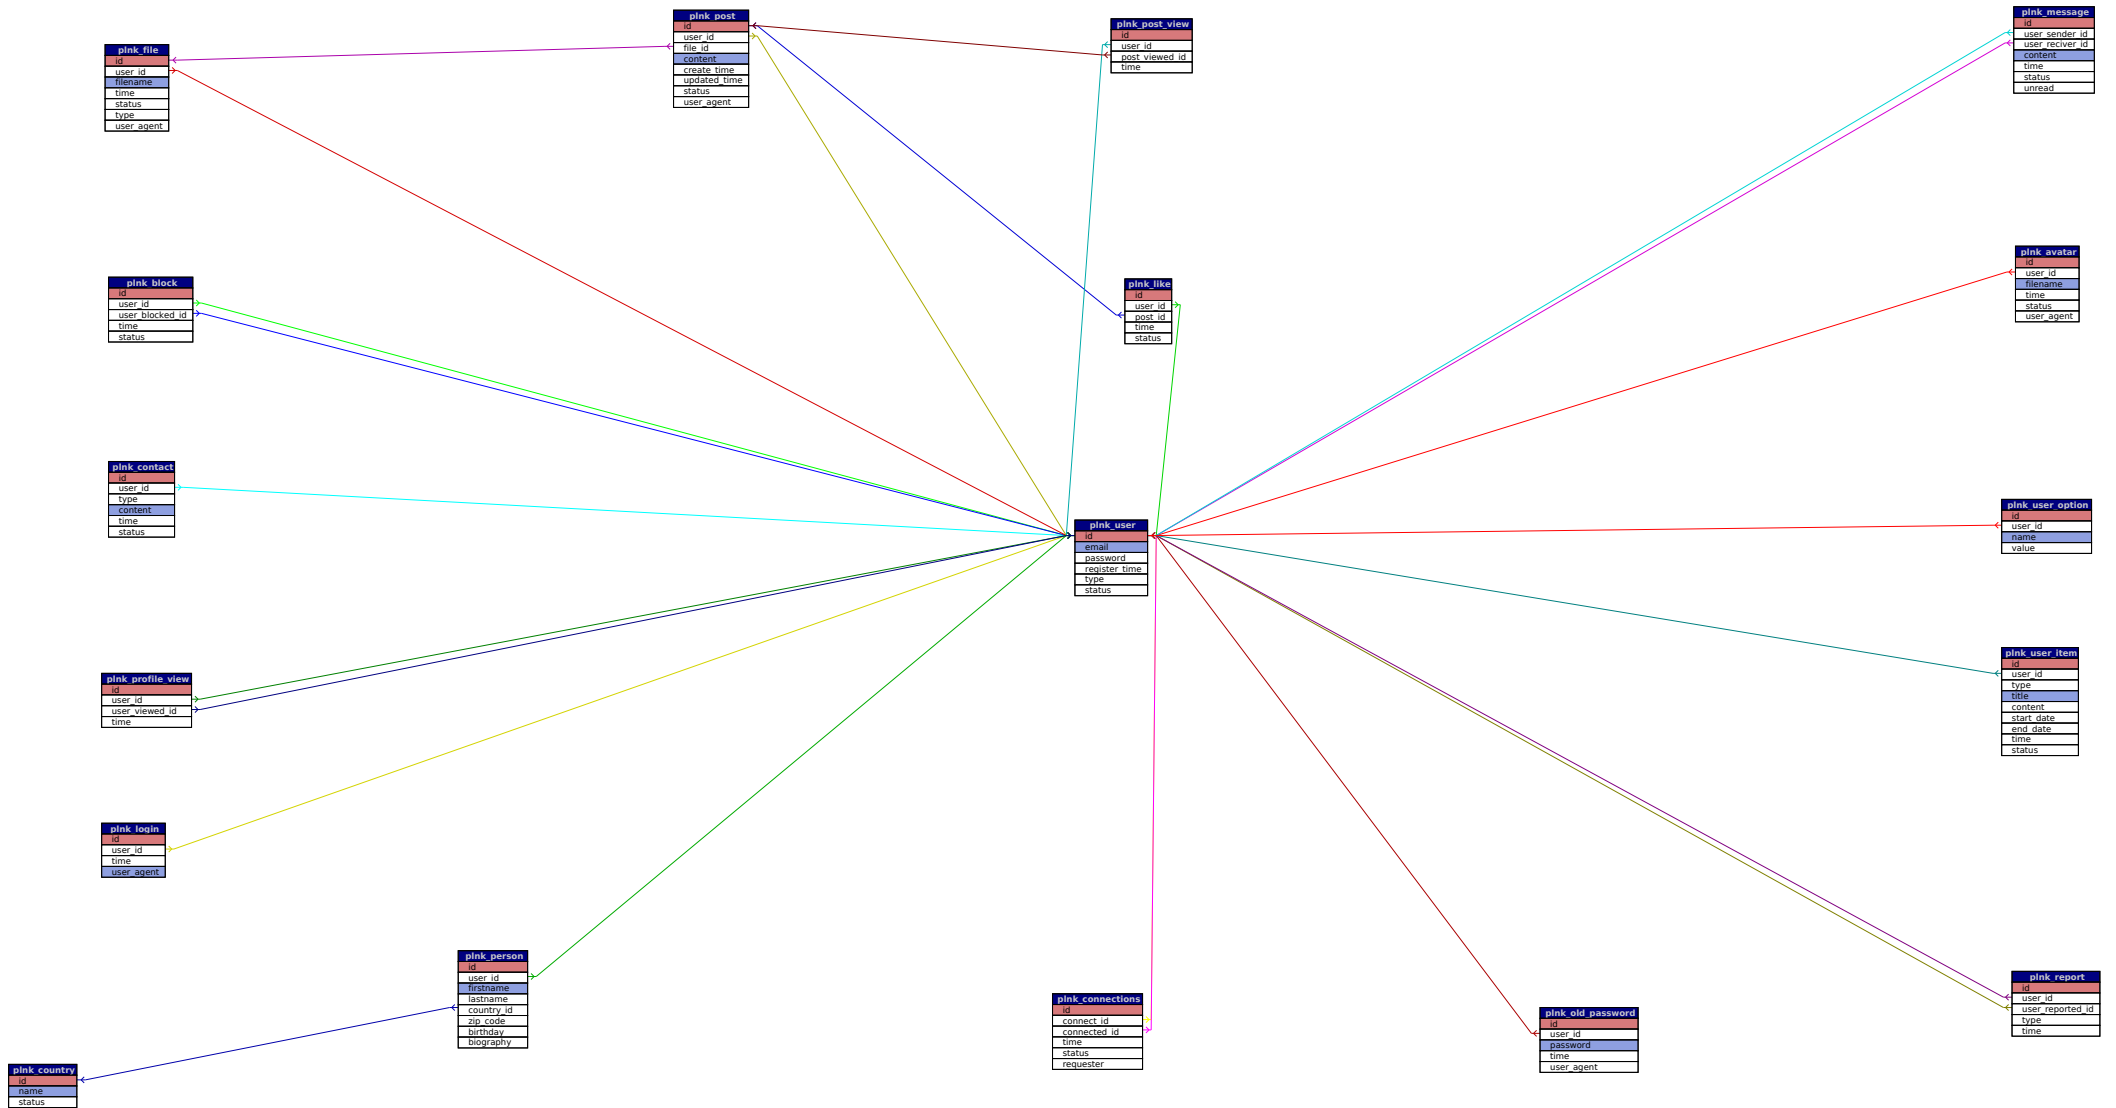 plnk_file
id
user_id
filename
time
status
type
user_agent
plnk_post
id
user_id
file_id
content
create_time
updated_time
status
user_agent
plnk_post_view
id
user_id
post_viewed_id
time
plnk_message
id
user_sender_id
user_reciver_id
content
time
status
unread
plnk_block
id
user_id
user_blocked_id
time
status
plnk_like
id
user_id
post_id
time
status
plnk_avatar
id
user_id
filename
time
status
user_agent
plnk_contact
id
user_id
type
content
time
status
plnk_user
id
email
password
register_time
type
status
plnk_user_option
id
user_id
name
value
plnk_profile_view
id
user_id
user_viewed_id
time
plnk_user_item
id
user_id
type
title
content
start_date
end_date
time
status
plnk_login
id
user_id
time
user_agent
plnk_person
id
user_id
firstname
lastname
country_id
zip_code
birthday
biography
plnk_connections
id
connect_id
connected_id
time
status
requester
plnk_old_password
id
user_id
password
time
user_agent
plnk_report
id
user_id
user_reported_id
type
time
plnk_country
id
name
status